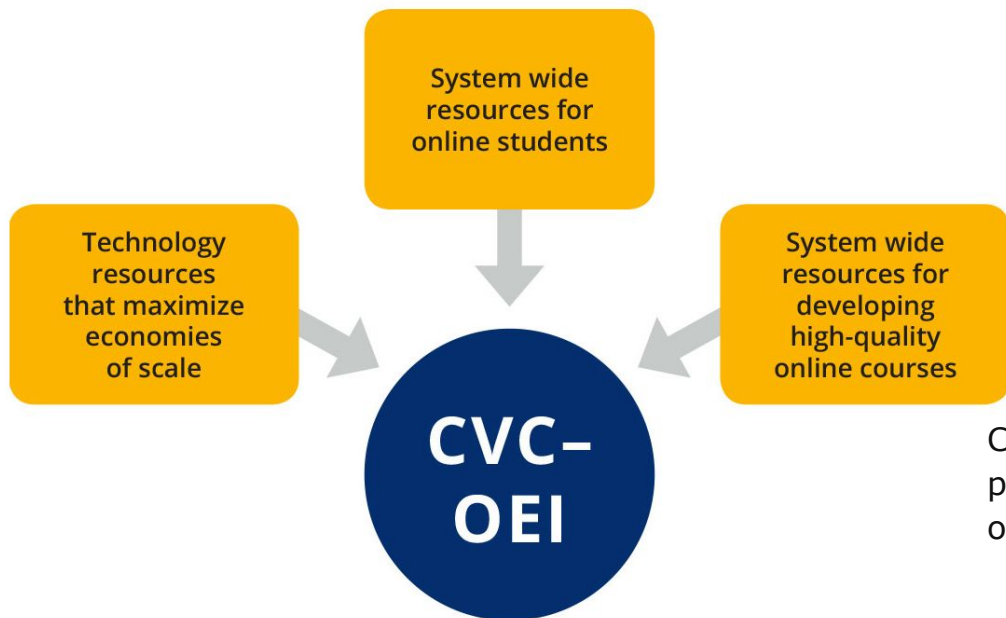 System wide
resources for
online students
Technology
resources
that maximize
economies
of scale
System wide
resources for
developing
high-quality
online courses
CVC–
OEI